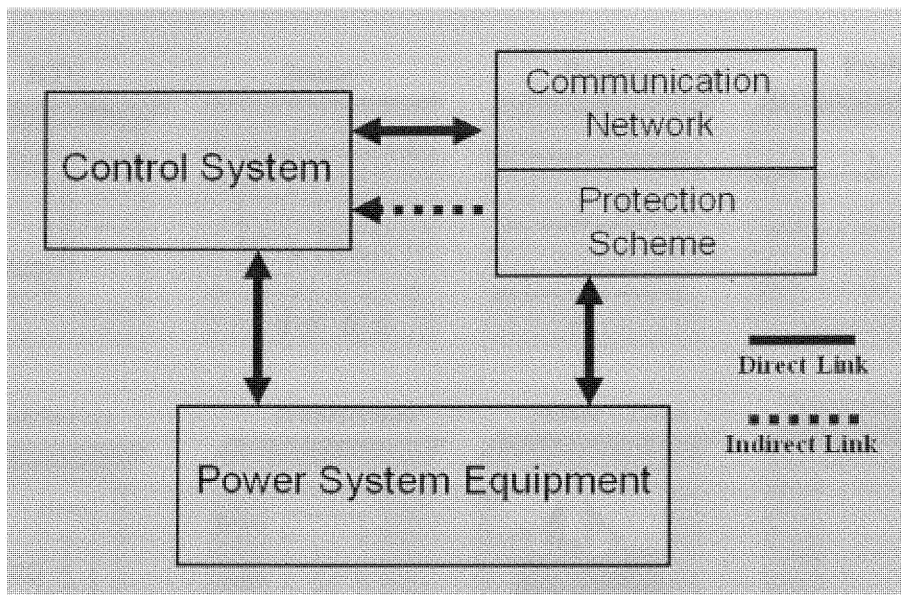 Communication
Network
Control System
Protection
Scheme
Direct Link
Indirect Link
Power System Equipment